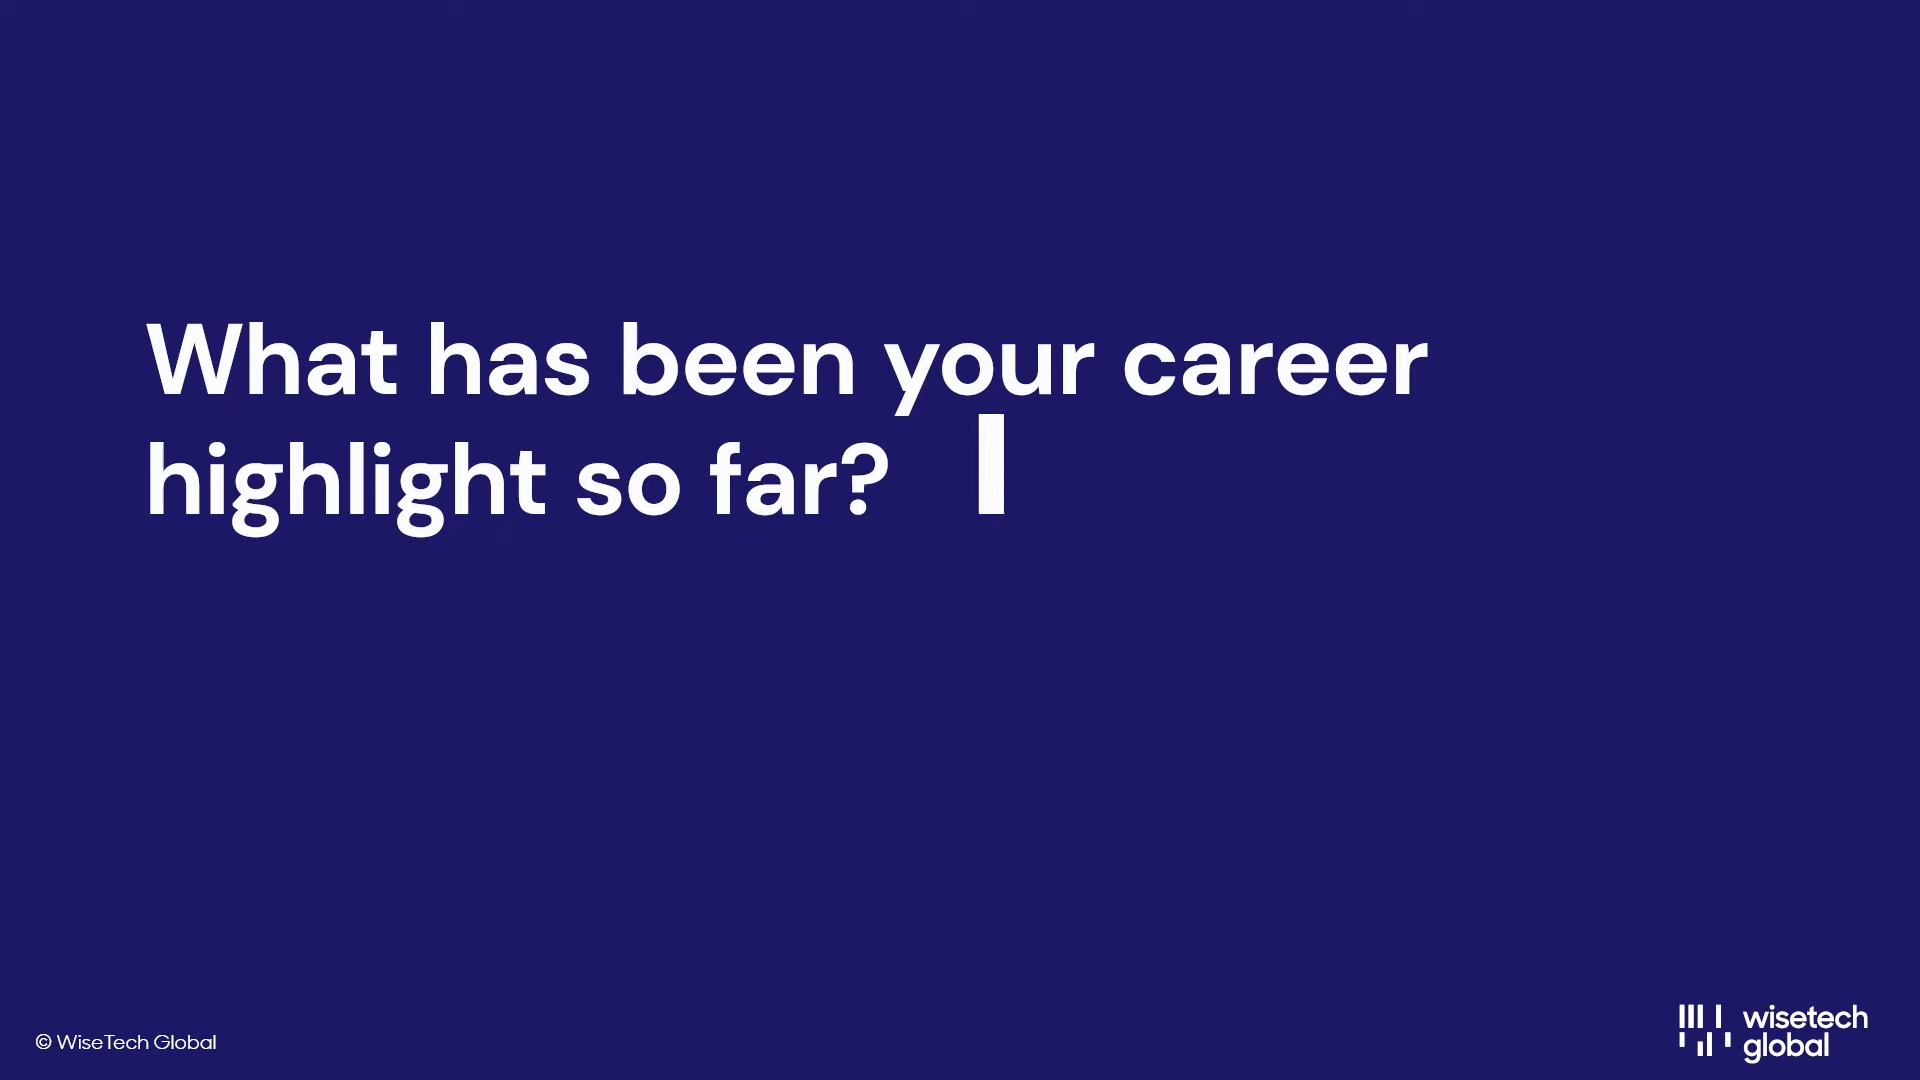 What has been your career
highlight so far?
© WiseTech Global
wisetech
global